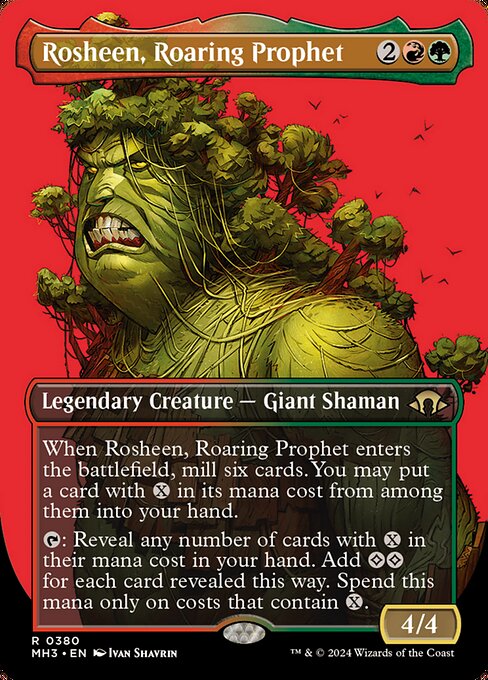 Rosheen, Roaring Prophet 2
Legendary Creature — Giant Shaman
When Rosheen, Roaring Prophet enters
the battlefield, mill six cards. You may put
a card with X in its mana cost from among
them into your hand.
: Reveal any number of cards with X in
their mana cost in your hand. Add
for each card revealed this way. Spend this
mana only on costs that contain X.
4/4
R 0380
MH3 • EN Ivan Shavrin
™ & © 2024 Wizards of the Coast